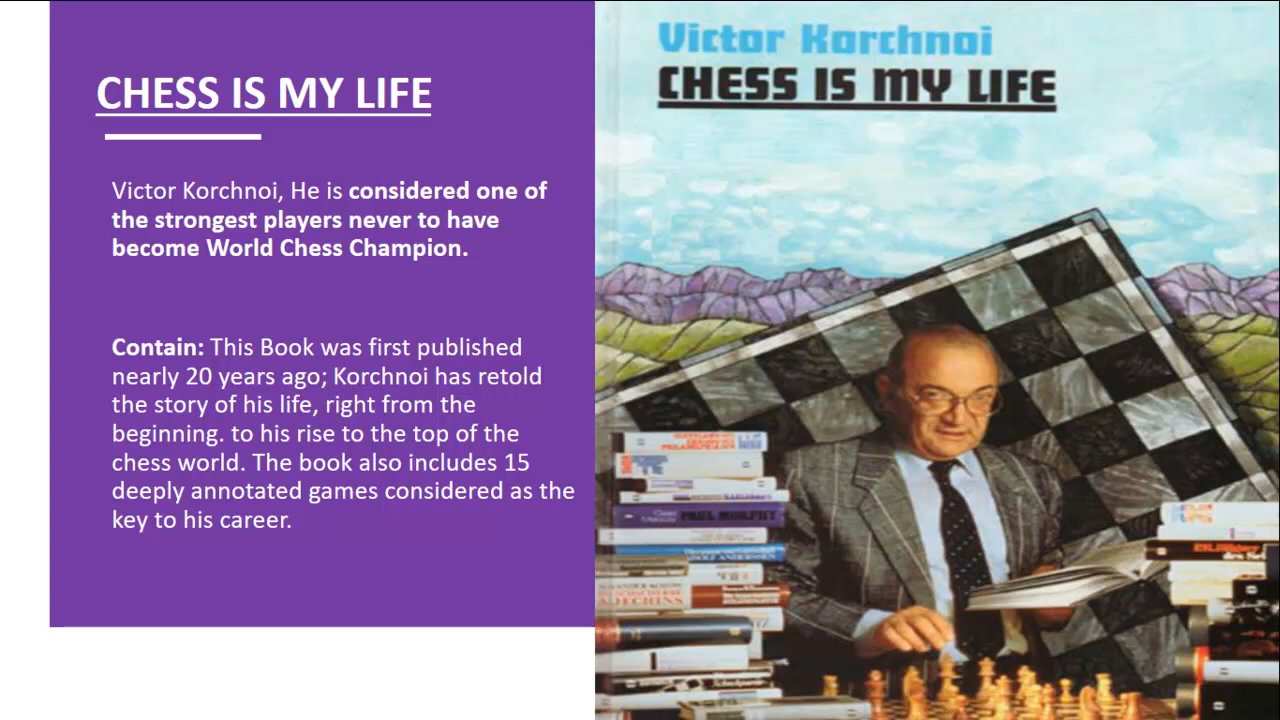 CHESS IS MY LIFE
Victor Korchnoi, He is considered one of
the strongest players never to have
become World Chess Champion.
Contain: This Book was first published
nearly 20 years ago; Korchnoi has retold
the story of his life, right from the
beginning. to his rise to the top of the
chess world. The book also includes 15
deeply annotated games considered as the
key to his career.
Victor Korchnoi
CHESS IS MY LIFE
PAUL MORPHY